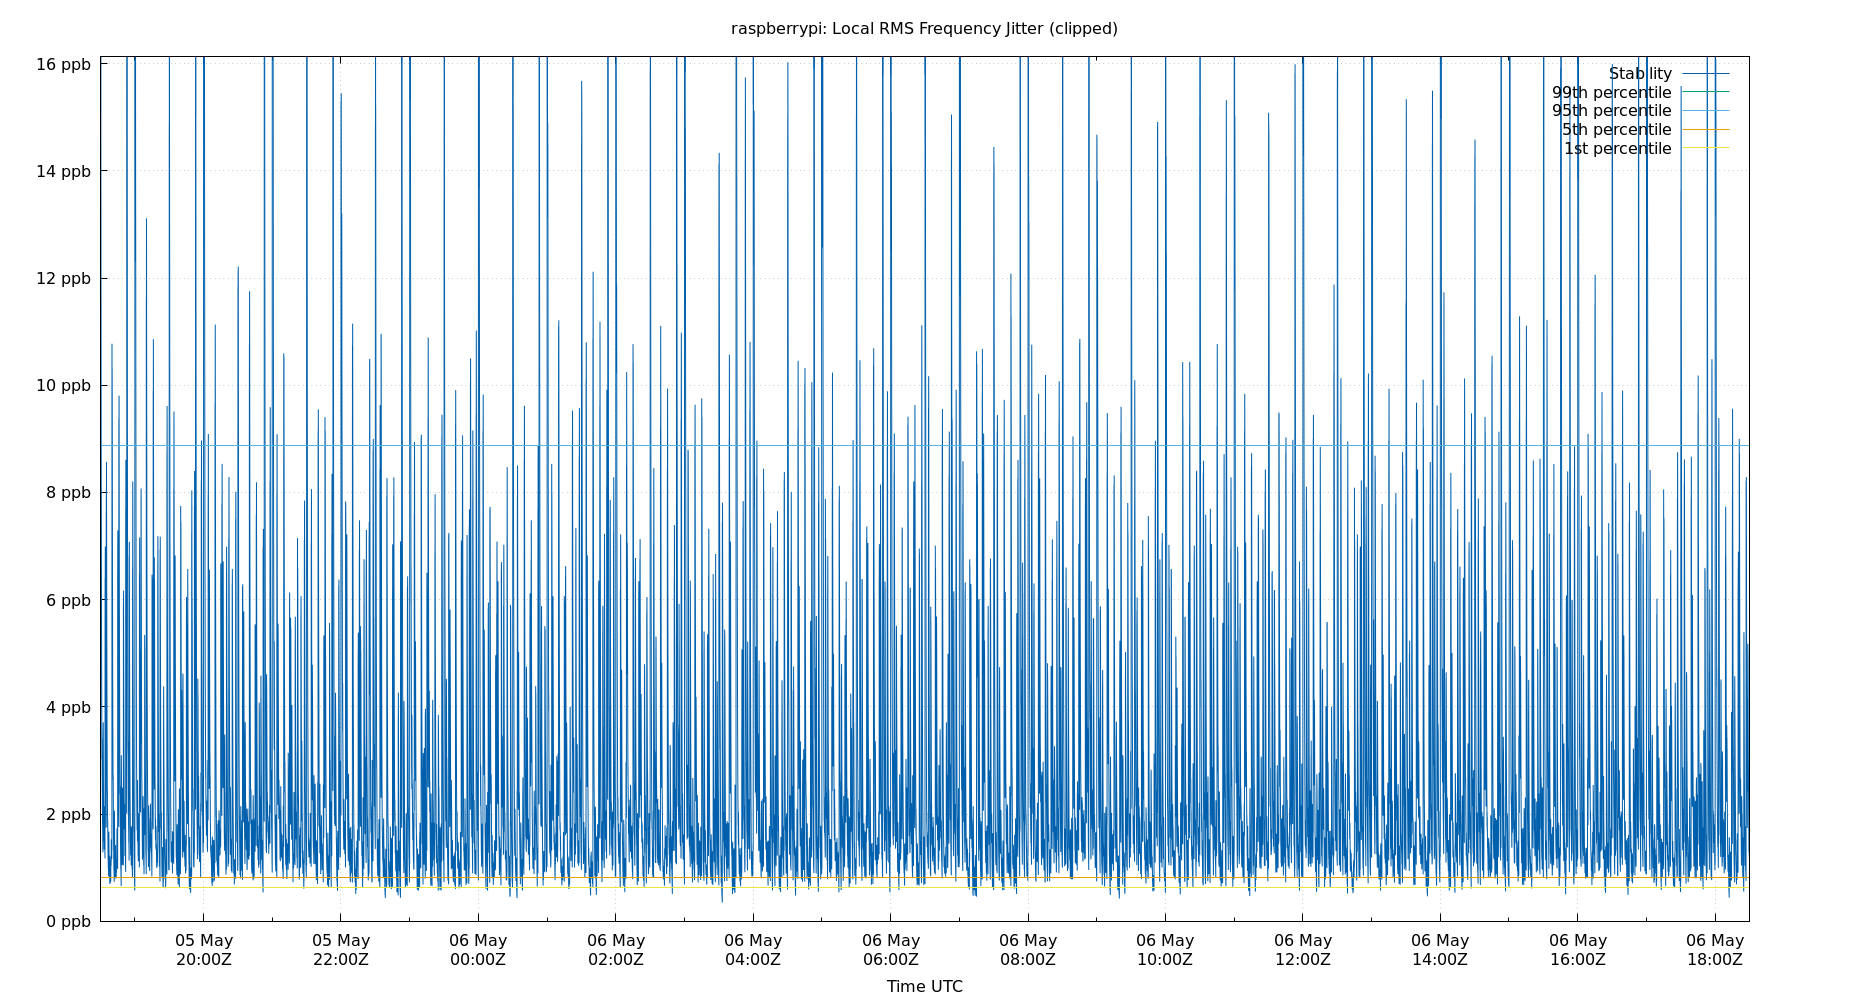 raspberrypi: Local RMS Frequency Jitter (clipped)
16 ppb
14 ppb
12 ppb
10 ppb
8 ppb
6 ppb
4 ppb
2 ppb
0 ppb
Stability
99th percentile
95th percentile
5th percentile
1st percentile
05 May
20:00Z
05 May
22:00Z
06 May
00:00Z
06 May
02:00Z
06 May
04:00Z
06 May
06:00Z
06 May
08:00Z
06 May
10:00Z
06 May
12:00Z
06 May
14:00Z
06 May
16:00Z
06 May
18:00Z
Time UTC